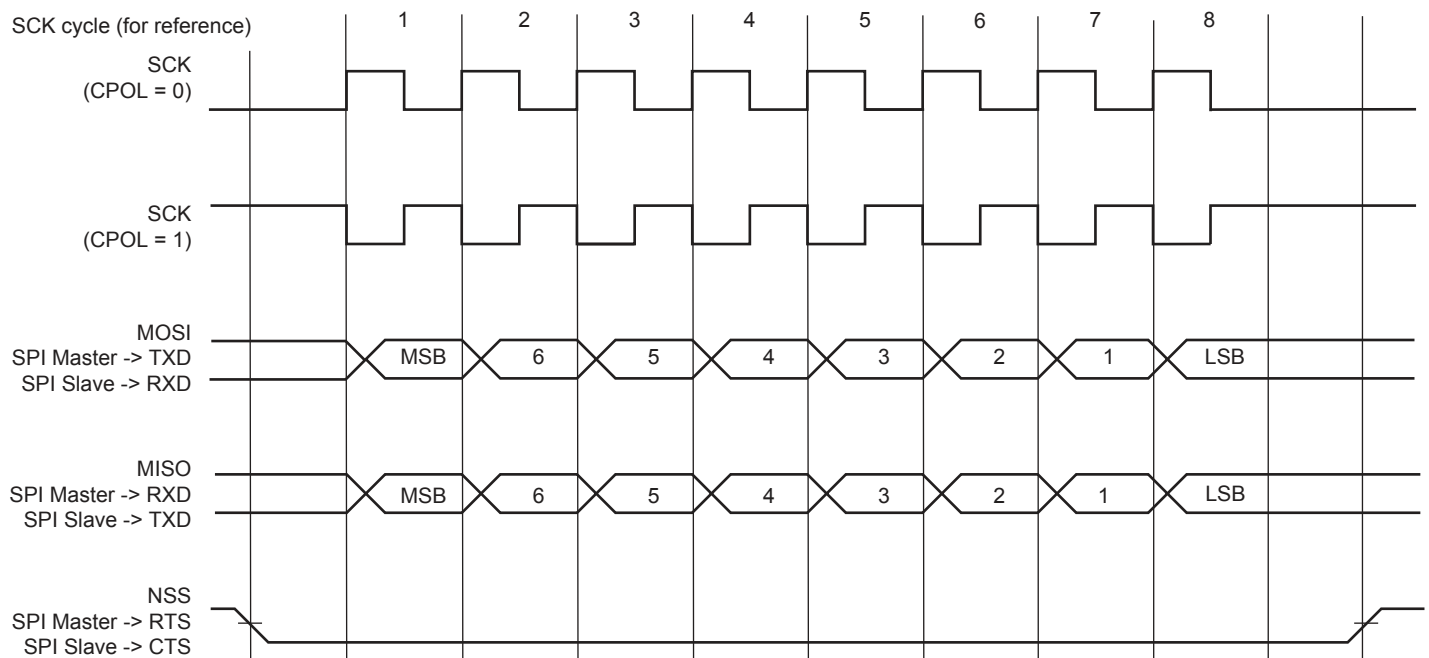 SCK cycle (for reference)
1 2 3 4 5 6 7 8
SCK
(CPOL = 0)
SCK
(CPOL = 1)
MOSI
SPI Master -> TXD
SPI Slave -> RXD
MSB 6 5 4 3 2 1 LSB
MISO
SPI Master -> RXD
SPI Slave -> TXD
MSB 6 5 4 3 2 1 LSB
NSS
SPI Master -> RTS
SPI Slave -> CTS